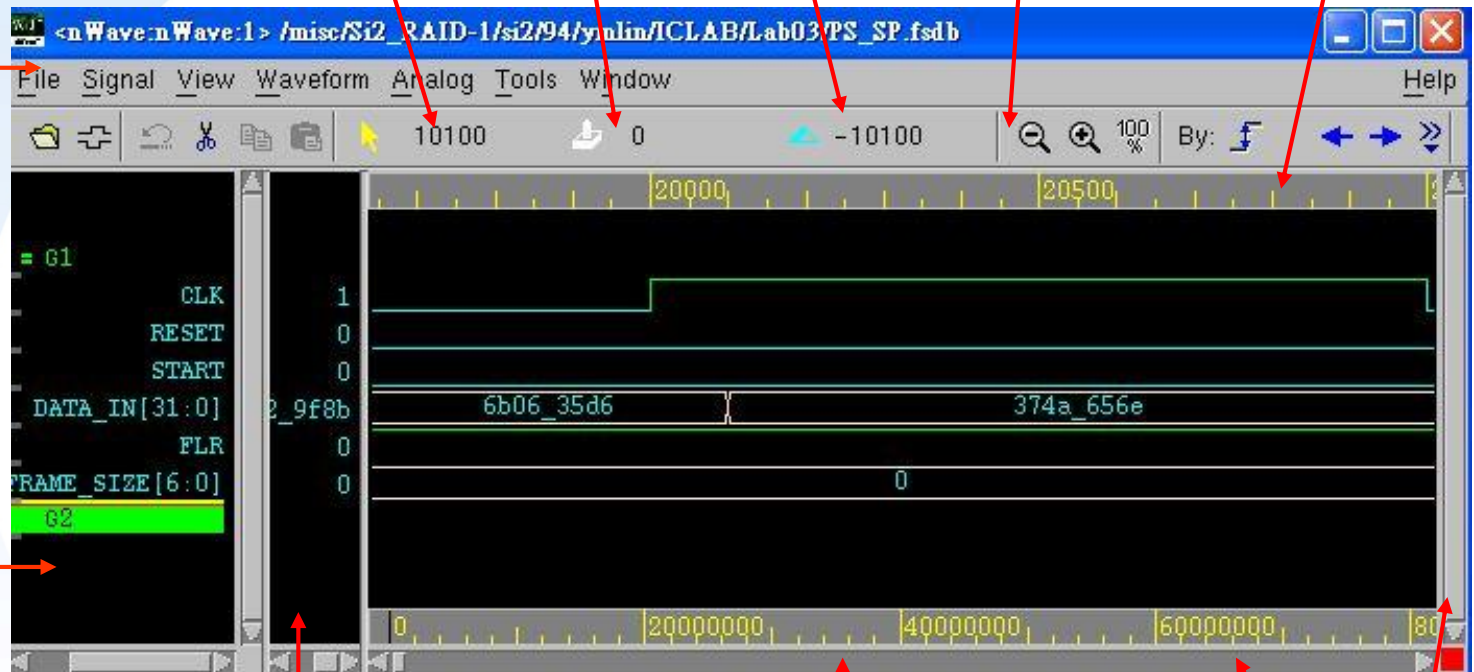 <nWave:nWave:1> /misc/Si2_RAID-1/si2/94/ymlin/ICLAB/Lab03/PS_SP.fsdb
File Signal View Waveform Analog Tools Window Help
10100 0 -10100 100% By:
20000 20500
= G1
CLK 1
RESET 0
START 0
DATA_IN[31:0] 2_9f8b 6b06_35d6 374a_656e
FLR 0
FRAME_SIZE[6:0] 0 0
G2
0 20000000 40000000 60000000